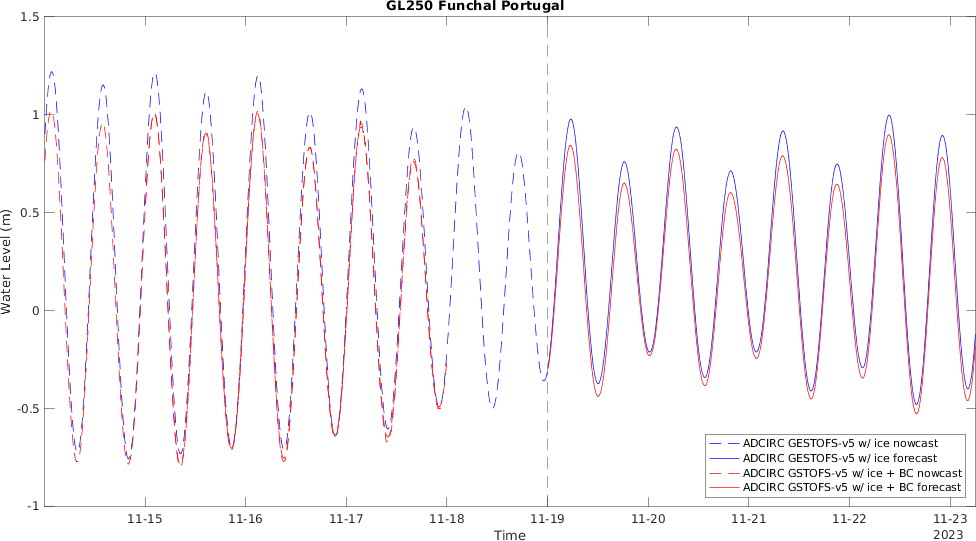 GL250 Funchal Portugal
1.5
1
0.5
0
-0.5
-1
Water Level (m)
11-15
11-16
11-17
11-18
11-19
11-20
11-21
11-22
11-23
2023
Time
ADCIRC GESTOFS-v5 w/ ice nowcast
ADCIRC GESTOFS-v5 w/ ice forecast
ADCIRC GSTOFS-v5 w/ ice + BC nowcast
ADCIRC GSTOFS-v5 w/ ice + BC forecast